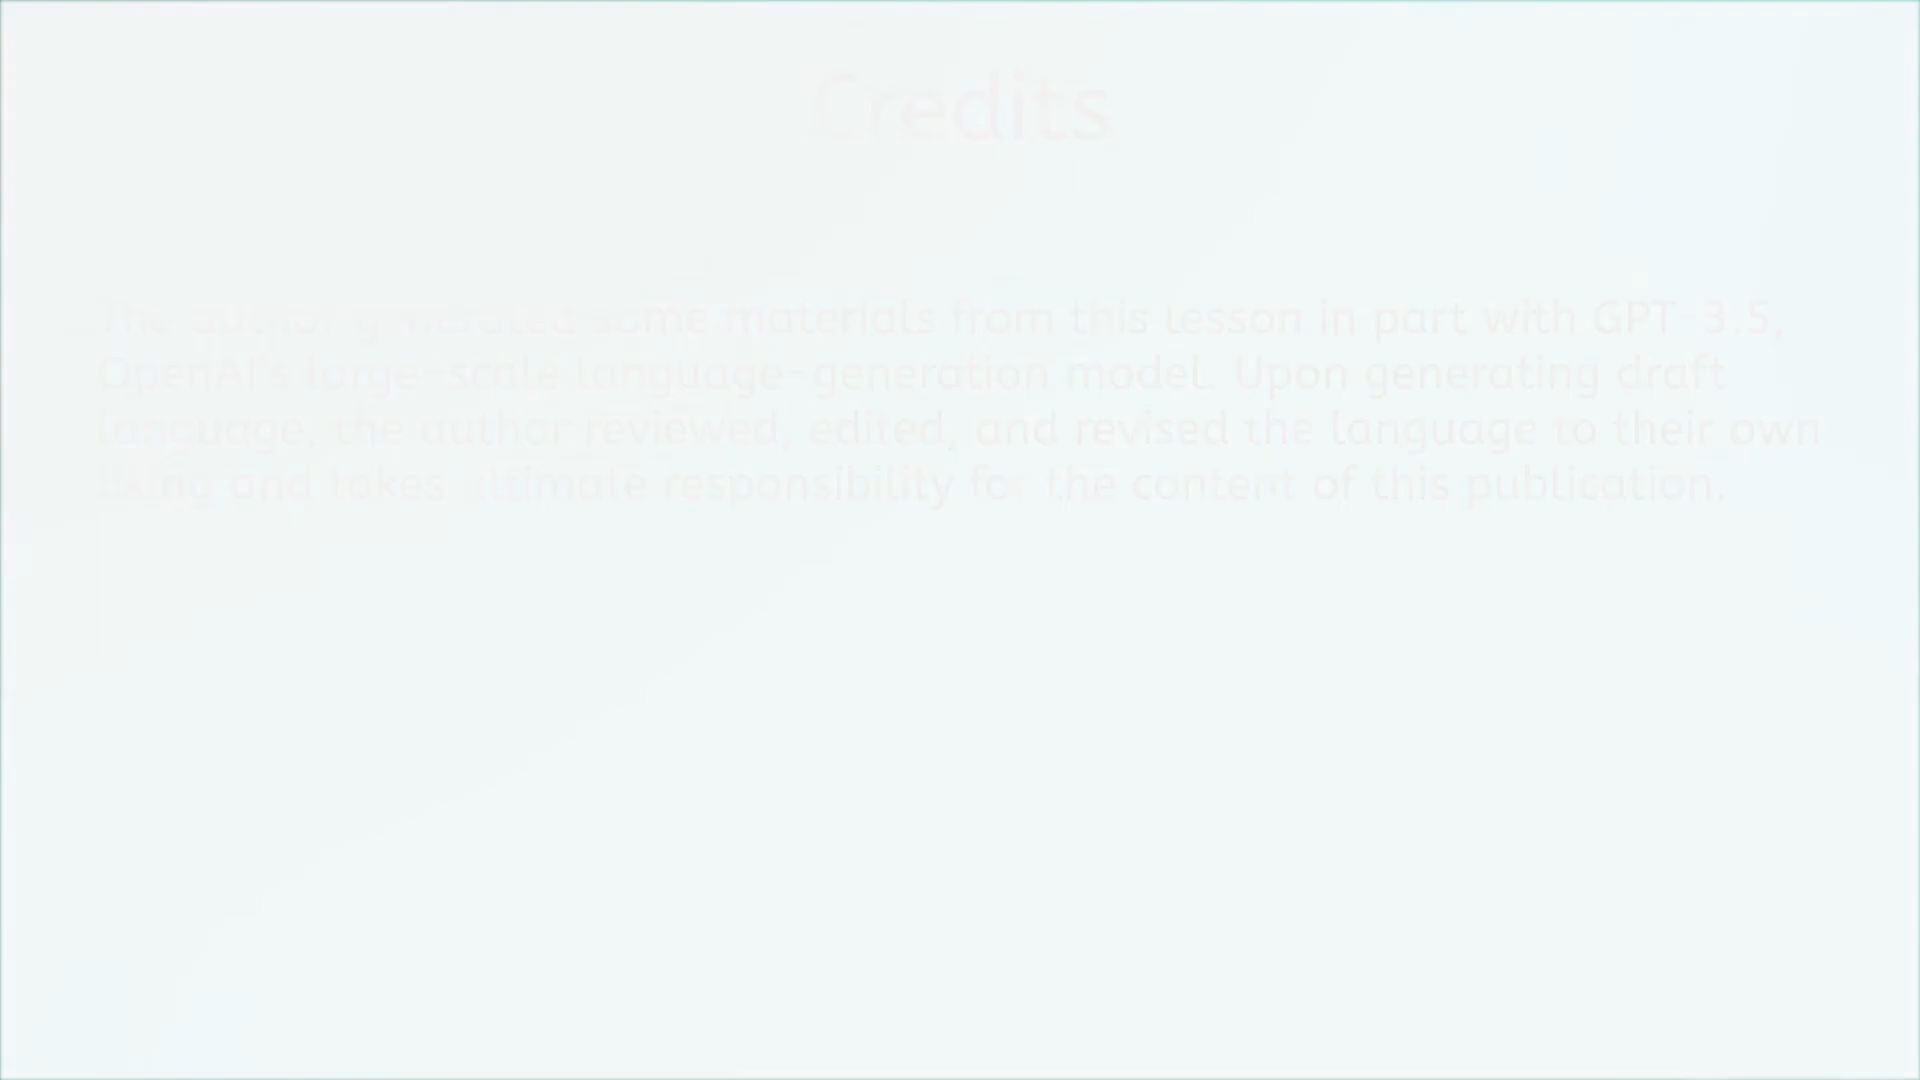 Credits
The author generated some materials from this lesson in part with GPT-3.5,
OpenAI's large-scale language-generation model. Upon generating draft
language, the author reviewed, edited, and revised the language to their own
liking and takes ultimate responsibility for the content of this publication.